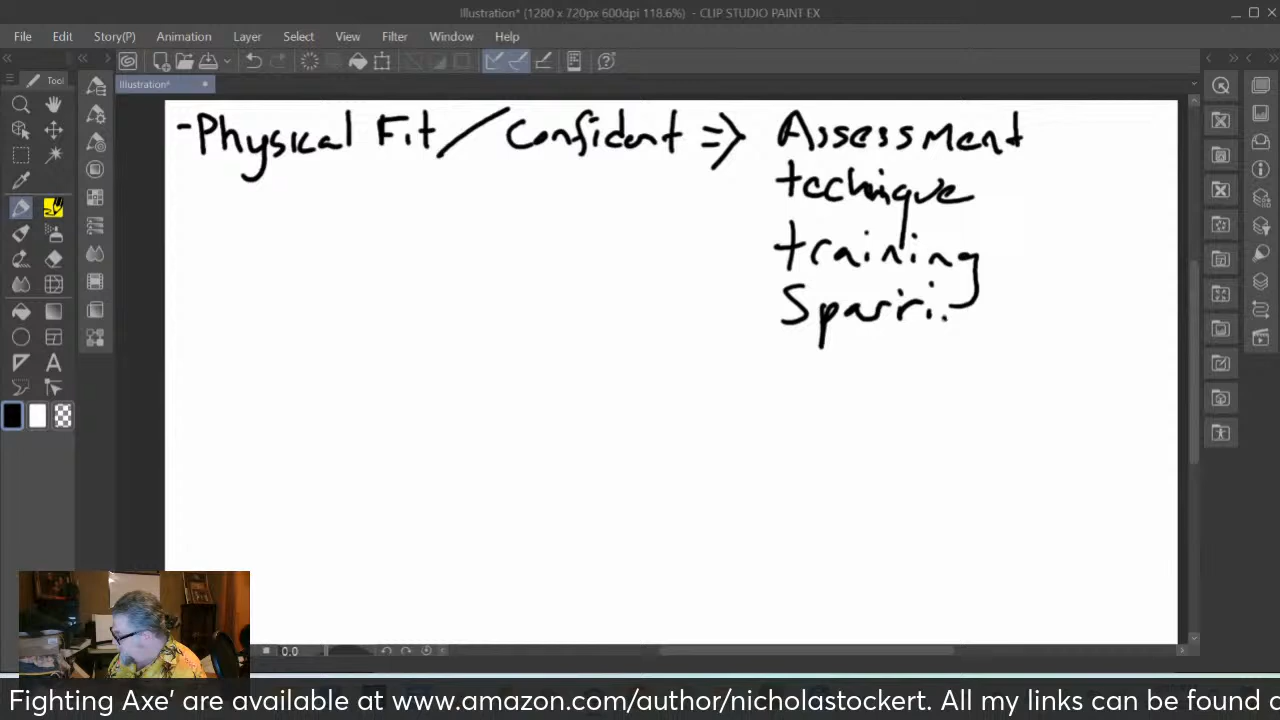 Illustration* (1280 x 720px 600dpi 118.6%) - CLIP STUDIO PAINT EX
File Edit Story(P) Animation Layer Select View Filter Window Help
Tool
Illustration*
-Physical Fit/Confident => Assessment
technique
training
Sparri.
0.0
Fighting Axe' are available at www.amazon.com/author/nicholastockert. All my links can be found